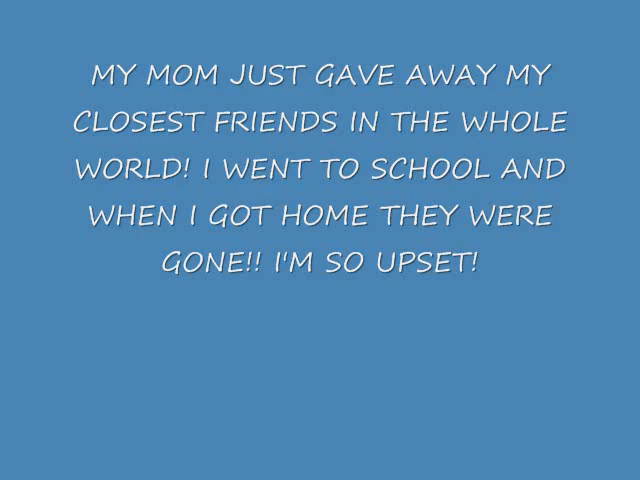 MY MOM JUST GAVE AWAY MY
CLOSEST FRIENDS IN THE WHOLE
WORLD! I WENT TO SCHOOL AND
WHEN I GOT HOME THEY WERE
GONE!! I'M SO UPSET!